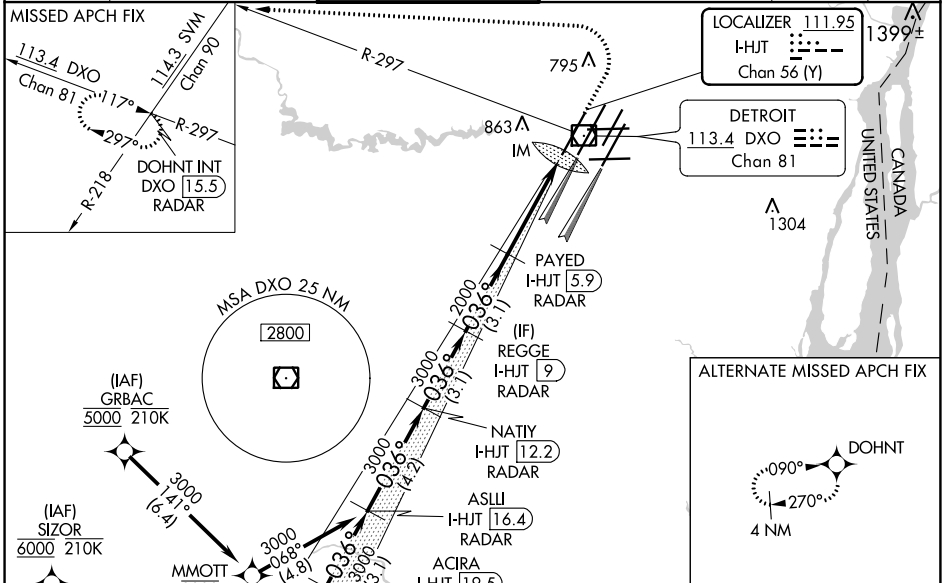 MISSED APCH FIX
113.4 DXO
Chan 81
114.3 SVM
Chan 90
117°
297°
R-297
R-218
DOHNT INT
DXO 15.5
RADAR
R-297
795
863
IM
LOCALIZER 111.95
I-HJT
Chan 56 (Y)
1399±
DETROIT
113.4 DXO
Chan 81
CANADA
UNITED STATES
1304
PAYED
I-HJT 5.9
RADAR
2000
036°
(3.1)
(IF)
REGGE
I-HJT 9
RADAR
3000
036°
(3.1)
NATIY
I-HJT 12.2
RADAR
3000
036°
(4.2)
ASLLI
I-HJT 16.4
RADAR
3000
036°
(3.1)
ACIRA
I-HJT 19.5
MSA DXO 25 NM
2800
(IAF)
GRBAC
5000 210K
3000
141°
(6.4)
(IAF)
SIZOR
6000 210K
MMOTT
3000
068°
(4.8)
ALTERNATE MISSED APCH FIX
DOHNT
090°
270°
4 NM